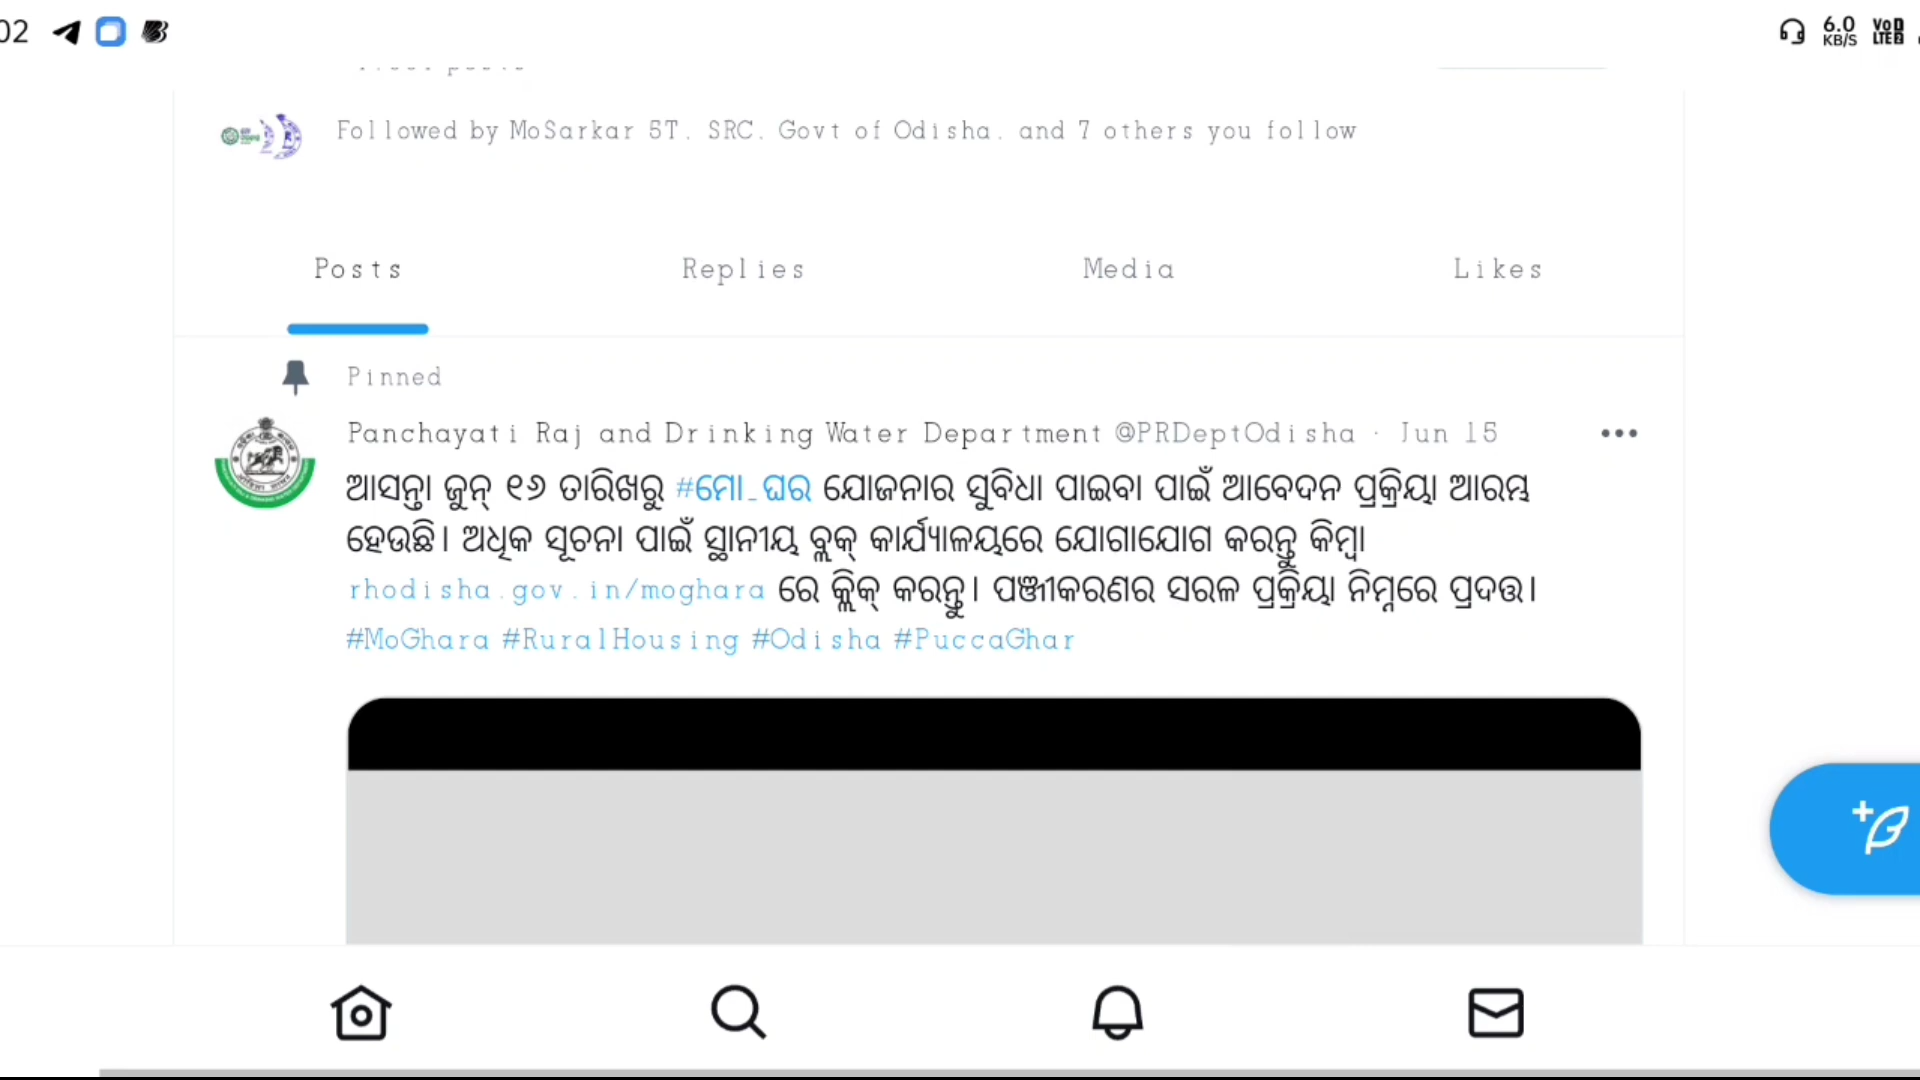 02
6.0
KB/S
VoD
LTE2
Followed by MoSarkar 5T, SRC, Govt of Odisha, and 7 others you follow
Posts Replies Media Likes
Pinned
Panchayati Raj and Drinking Water Department @PRDeptOdisha · Jun 15
ଆସନ୍ତା ଜୁନ୍ ୧୬ ତାରିଖରୁ #ମୋ_ଘର ଯୋଜନାର ସୁବିଧା ପାଇବା ପାଇଁ ଆବେଦନ ପ୍ରକ୍ରିୟା ଆରମ୍ଭ
ହେଉଛି। ଅଧିକ ସୂଚନା ପାଇଁ ସ୍ଥାନୀୟ ବ୍ଲକ୍ କାର୍ଯ୍ୟାଳୟରେ ଯୋଗାଯୋଗ କରନ୍ତୁ କିମ୍ବା
rhodisha.gov.in/moghara ରେ କ୍ଲିକ୍ କରନ୍ତୁ। ପଞ୍ଜୀକରଣର ସରଳ ପ୍ରକ୍ରିୟା ନିମ୍ନରେ ପ୍ରଦତ୍ତ।
#MoGhara #RuralHousing #Odisha #PuccaGhar